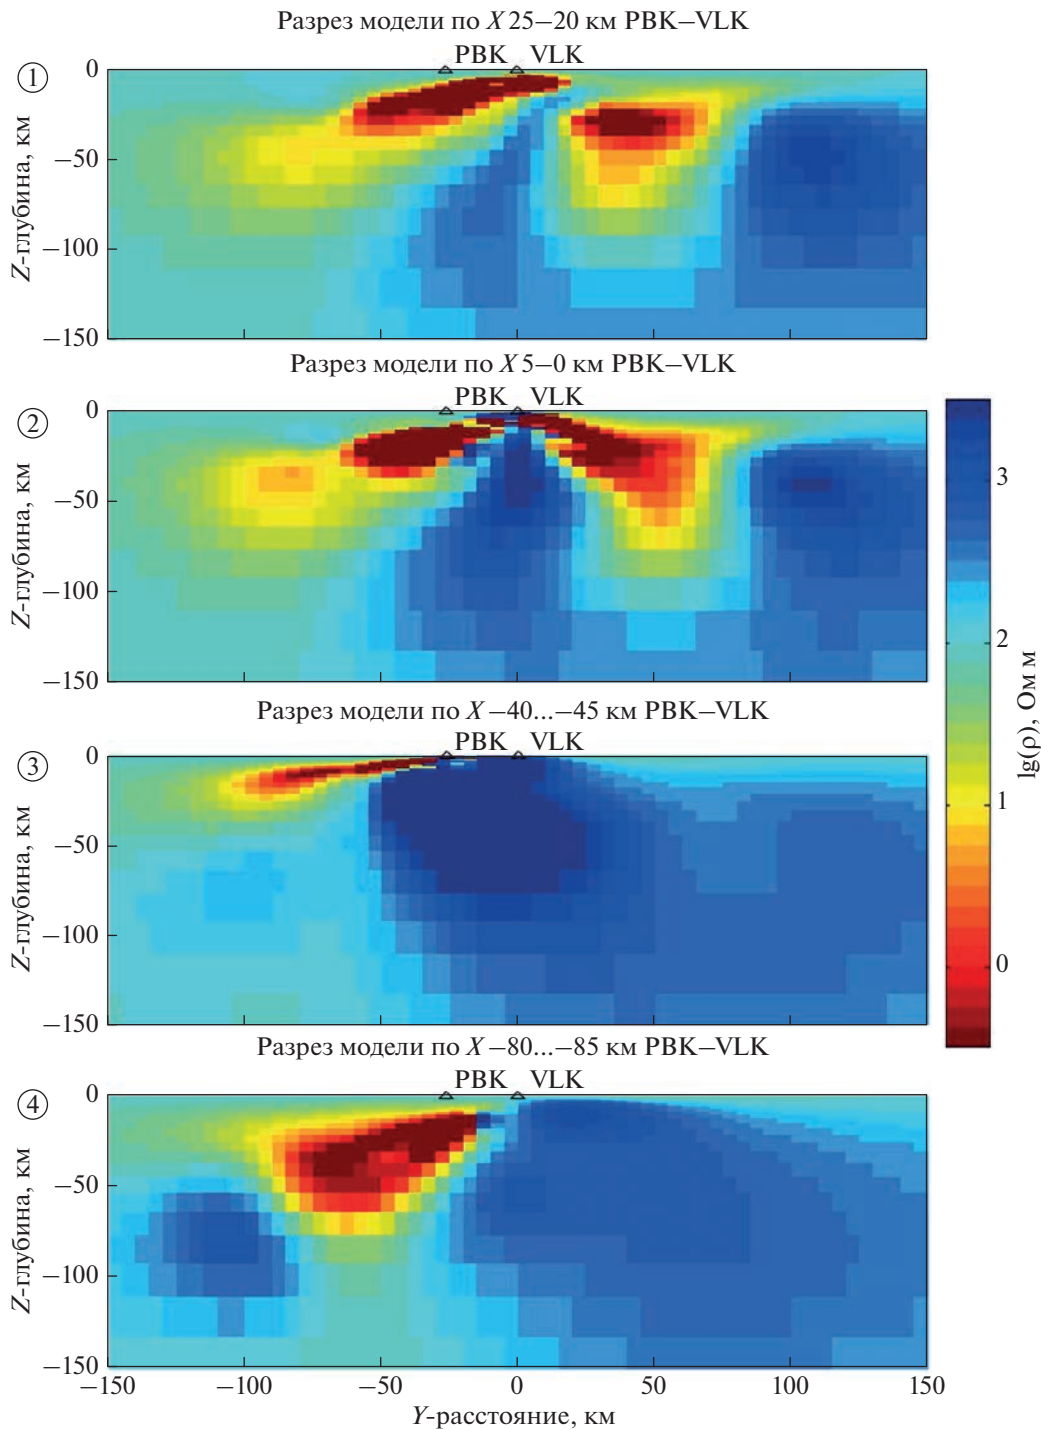 Разрез модели по X 25–20 км PBK–VLK
PBK VLK
1
0
−50
−100
−150
Z-глубина, км
Разрез модели по X 5–0 км PBK–VLK
PBK VLK
2
0
−50
−100
−150
Z-глубина, км
Разрез модели по X −40...−45 км PBK–VLK
PBK VLK
3
0
−50
−100
−150
Z-глубина, км
Разрез модели по X −80...−85 км PBK–VLK
PBK VLK
4
0
−50
−100
−150
Z-глубина, км
−150 −100 −50 0 50 100 150
Y-расстояние, км
3
2
1
0
lg(ρ), Ом м